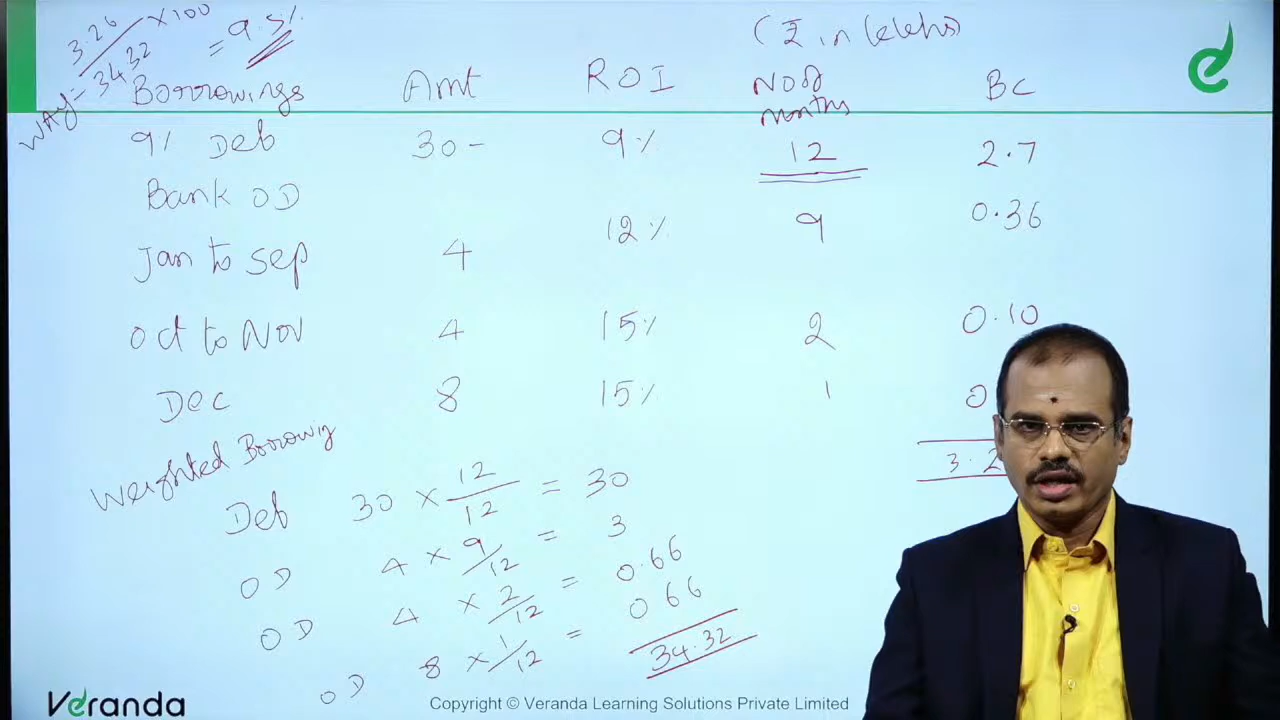 (₹ in lakhs)
WAV = 3.26 / 34.32 × 100 = 9.5%
Borrowings Amt ROI No of months BC
9% Deb 30 - 9% 12 2.7
Bank OD
Jan to Sep 4 12% 9 0.36
Oct to Nov 4 15% 2 0.10
Dec 8 15% 1 0
3.2
Weighted Borrowing
Deb 30 × 12/12 = 30
OD 4 × 9/12 = 3
OD 4 × 2/12 = 0.66
OD 8 × 1/12 = 0 66
34.32
Veranda
Copyright © Veranda Learning Solutions Private Limited